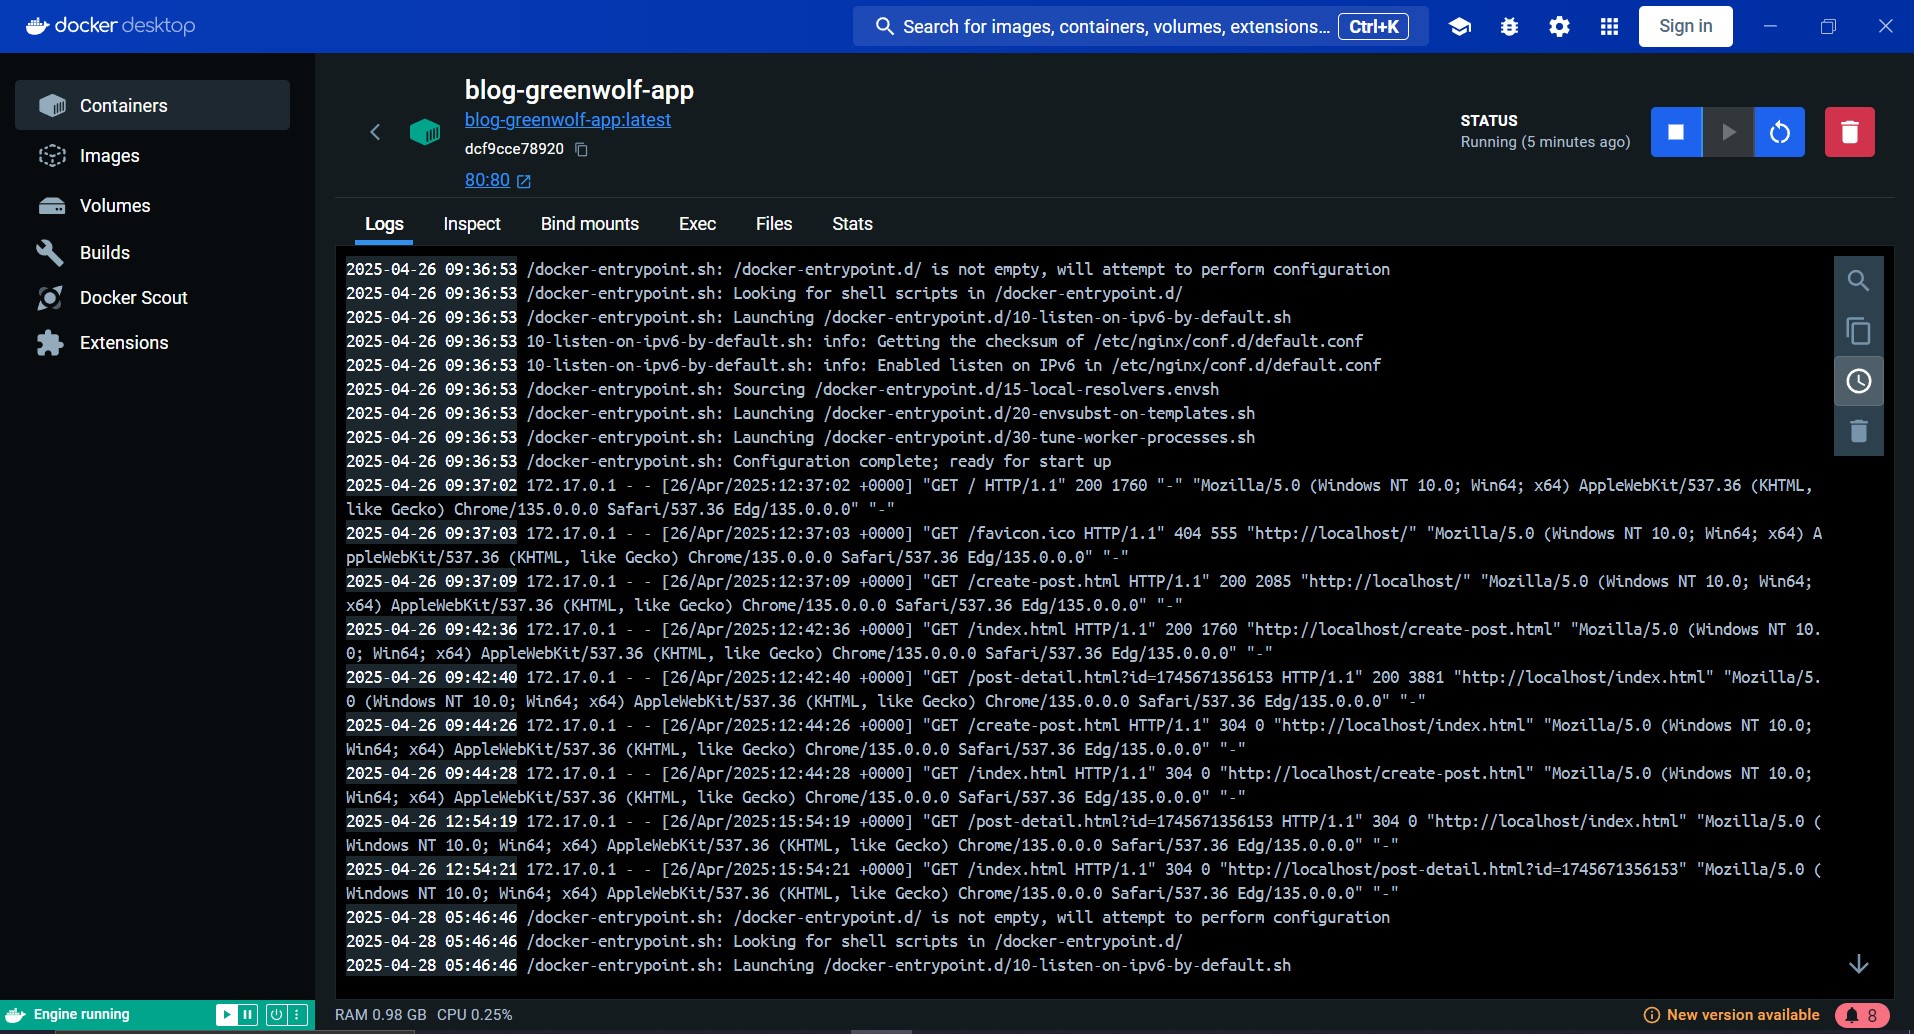 docker desktop
Search for images, containers, volumes, extensions... Ctrl+K
Sign in
Containers
Images
Volumes
Builds
Docker Scout
Extensions
blog-greenwolf-app
blog-greenwolf-app:latest
dcf9cce78920
80:80
STATUS
Running (5 minutes ago)
Logs Inspect Bind mounts Exec Files Stats
2025-04-26 09:36:53 /docker-entrypoint.sh: /docker-entrypoint.d/ is not empty, will attempt to perform configuration
2025-04-26 09:36:53 /docker-entrypoint.sh: Looking for shell scripts in /docker-entrypoint.d/
2025-04-26 09:36:53 /docker-entrypoint.sh: Launching /docker-entrypoint.d/10-listen-on-ipv6-by-default.sh
2025-04-26 09:36:53 10-listen-on-ipv6-by-default.sh: info: Getting the checksum of /etc/nginx/conf.d/default.conf
2025-04-26 09:36:53 10-listen-on-ipv6-by-default.sh: info: Enabled listen on IPv6 in /etc/nginx/conf.d/default.conf
2025-04-26 09:36:53 /docker-entrypoint.sh: Sourcing /docker-entrypoint.d/15-local-resolvers.envsh
2025-04-26 09:36:53 /docker-entrypoint.sh: Launching /docker-entrypoint.d/20-envsubst-on-templates.sh
2025-04-26 09:36:53 /docker-entrypoint.sh: Launching /docker-entrypoint.d/30-tune-worker-processes.sh
2025-04-26 09:36:53 /docker-entrypoint.sh: Configuration complete; ready for start up
2025-04-26 09:37:02 172.17.0.1 - - [26/Apr/2025:12:37:02 +0000] "GET / HTTP/1.1" 200 1760 "-" "Mozilla/5.0 (Windows NT 10.0; Win64; x64) AppleWebKit/537.36 (KHTML,
like Gecko) Chrome/135.0.0.0 Safari/537.36 Edg/135.0.0.0" "-"
2025-04-26 09:37:03 172.17.0.1 - - [26/Apr/2025:12:37:03 +0000] "GET /favicon.ico HTTP/1.1" 404 555 "http://localhost/" "Mozilla/5.0 (Windows NT 10.0; Win64; x64) A
ppleWebKit/537.36 (KHTML, like Gecko) Chrome/135.0.0.0 Safari/537.36 Edg/135.0.0.0" "-"
2025-04-26 09:37:09 172.17.0.1 - - [26/Apr/2025:12:37:09 +0000] "GET /create-post.html HTTP/1.1" 200 2085 "http://localhost/" "Mozilla/5.0 (Windows NT 10.0; Win64;
x64) AppleWebKit/537.36 (KHTML, like Gecko) Chrome/135.0.0.0 Safari/537.36 Edg/135.0.0.0" "-"
2025-04-26 09:42:36 172.17.0.1 - - [26/Apr/2025:12:42:36 +0000] "GET /index.html HTTP/1.1" 200 1760 "http://localhost/create-post.html" "Mozilla/5.0 (Windows NT 10.
0; Win64; x64) AppleWebKit/537.36 (KHTML, like Gecko) Chrome/135.0.0.0 Safari/537.36 Edg/135.0.0.0" "-"
2025-04-26 09:42:40 172.17.0.1 - - [26/Apr/2025:12:42:40 +0000] "GET /post-detail.html?id=1745671356153 HTTP/1.1" 200 3881 "http://localhost/index.html" "Mozilla/5.
0 (Windows NT 10.0; Win64; x64) AppleWebKit/537.36 (KHTML, like Gecko) Chrome/135.0.0.0 Safari/537.36 Edg/135.0.0.0" "-"
2025-04-26 09:44:26 172.17.0.1 - - [26/Apr/2025:12:44:26 +0000] "GET /create-post.html HTTP/1.1" 304 0 "http://localhost/index.html" "Mozilla/5.0 (Windows NT 10.0;
Win64; x64) AppleWebKit/537.36 (KHTML, like Gecko) Chrome/135.0.0.0 Safari/537.36 Edg/135.0.0.0" "-"
2025-04-26 09:44:28 172.17.0.1 - - [26/Apr/2025:12:44:28 +0000] "GET /index.html HTTP/1.1" 304 0 "http://localhost/create-post.html" "Mozilla/5.0 (Windows NT 10.0;
Win64; x64) AppleWebKit/537.36 (KHTML, like Gecko) Chrome/135.0.0.0 Safari/537.36 Edg/135.0.0.0" "-"
2025-04-26 12:54:19 172.17.0.1 - - [26/Apr/2025:15:54:19 +0000] "GET /post-detail.html?id=1745671356153 HTTP/1.1" 304 0 "http://localhost/index.html" "Mozilla/5.0 (
Windows NT 10.0; Win64; x64) AppleWebKit/537.36 (KHTML, like Gecko) Chrome/135.0.0.0 Safari/537.36 Edg/135.0.0.0" "-"
2025-04-26 12:54:21 172.17.0.1 - - [26/Apr/2025:15:54:21 +0000] "GET /index.html HTTP/1.1" 304 0 "http://localhost/post-detail.html?id=1745671356153" "Mozilla/5.0 (
Windows NT 10.0; Win64; x64) AppleWebKit/537.36 (KHTML, like Gecko) Chrome/135.0.0.0 Safari/537.36 Edg/135.0.0.0" "-"
2025-04-28 05:46:46 /docker-entrypoint.sh: /docker-entrypoint.d/ is not empty, will attempt to perform configuration
2025-04-28 05:46:46 /docker-entrypoint.sh: Looking for shell scripts in /docker-entrypoint.d/
2025-04-28 05:46:46 /docker-entrypoint.sh: Launching /docker-entrypoint.d/10-listen-on-ipv6-by-default.sh
Engine running
RAM 0.98 GB CPU 0.25%
New version available
8